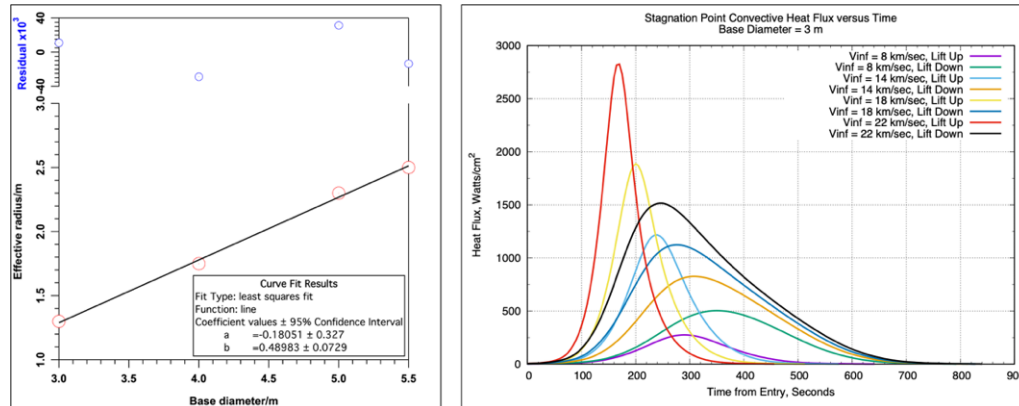 Residual x10³
40
0
40
Effective radius/m
3.0
2.5
2.0
1.5
1.0
Curve Fit Results
Fit Type: least squares fit
Function: line
Coefficient values ± 95% Confidence Interval
a =-0.18051 ± 0.327
b =0.48983 ± 0.0729
3.0 3.5 4.0 4.5 5.0 5.5
Base diameter/m
Stagnation Point Convective Heat Flux versus Time
Base Diameter = 3 m
Heat Flux, Watts/cm²
3000
2500
2000
1500
1000
500
0
Vinf = 8 km/sec, Lift Up
Vinf = 8 km/sec, Lift Down
Vinf = 14 km/sec, Lift Up
Vinf = 14 km/sec, Lift Down
Vinf = 18 km/sec, Lift Up
Vinf = 18 km/sec, Lift Down
Vinf = 22 km/sec, Lift Up
Vinf = 22 km/sec, Lift Down
0 100 200 300 400 500 600 700 800 90
Time from Entry, Seconds